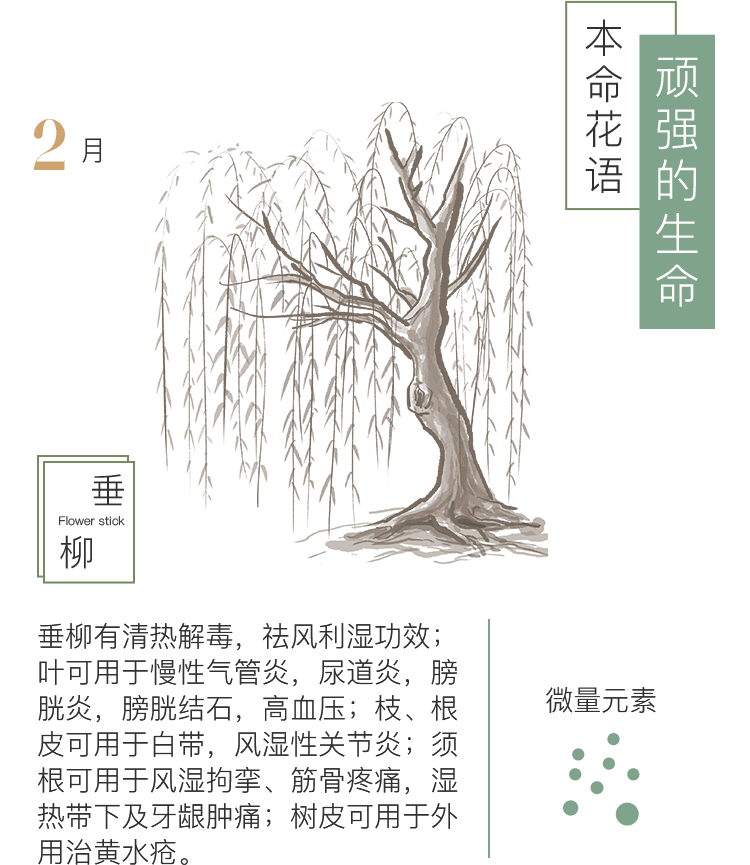 本命花语
顽强的生命
2月
垂
Flower stick
柳
垂柳有清热解毒，祛风利湿功效；
叶可用于慢性气管炎，尿道炎，膀
胱炎，膀胱结石，高血压；枝、根
皮可用于白带，风湿性关节炎；须
根可用于风湿拘挛、筋骨疼痛，湿
热带下及牙龈肿痛；树皮可用于外
用治黄水疮。
微量元素